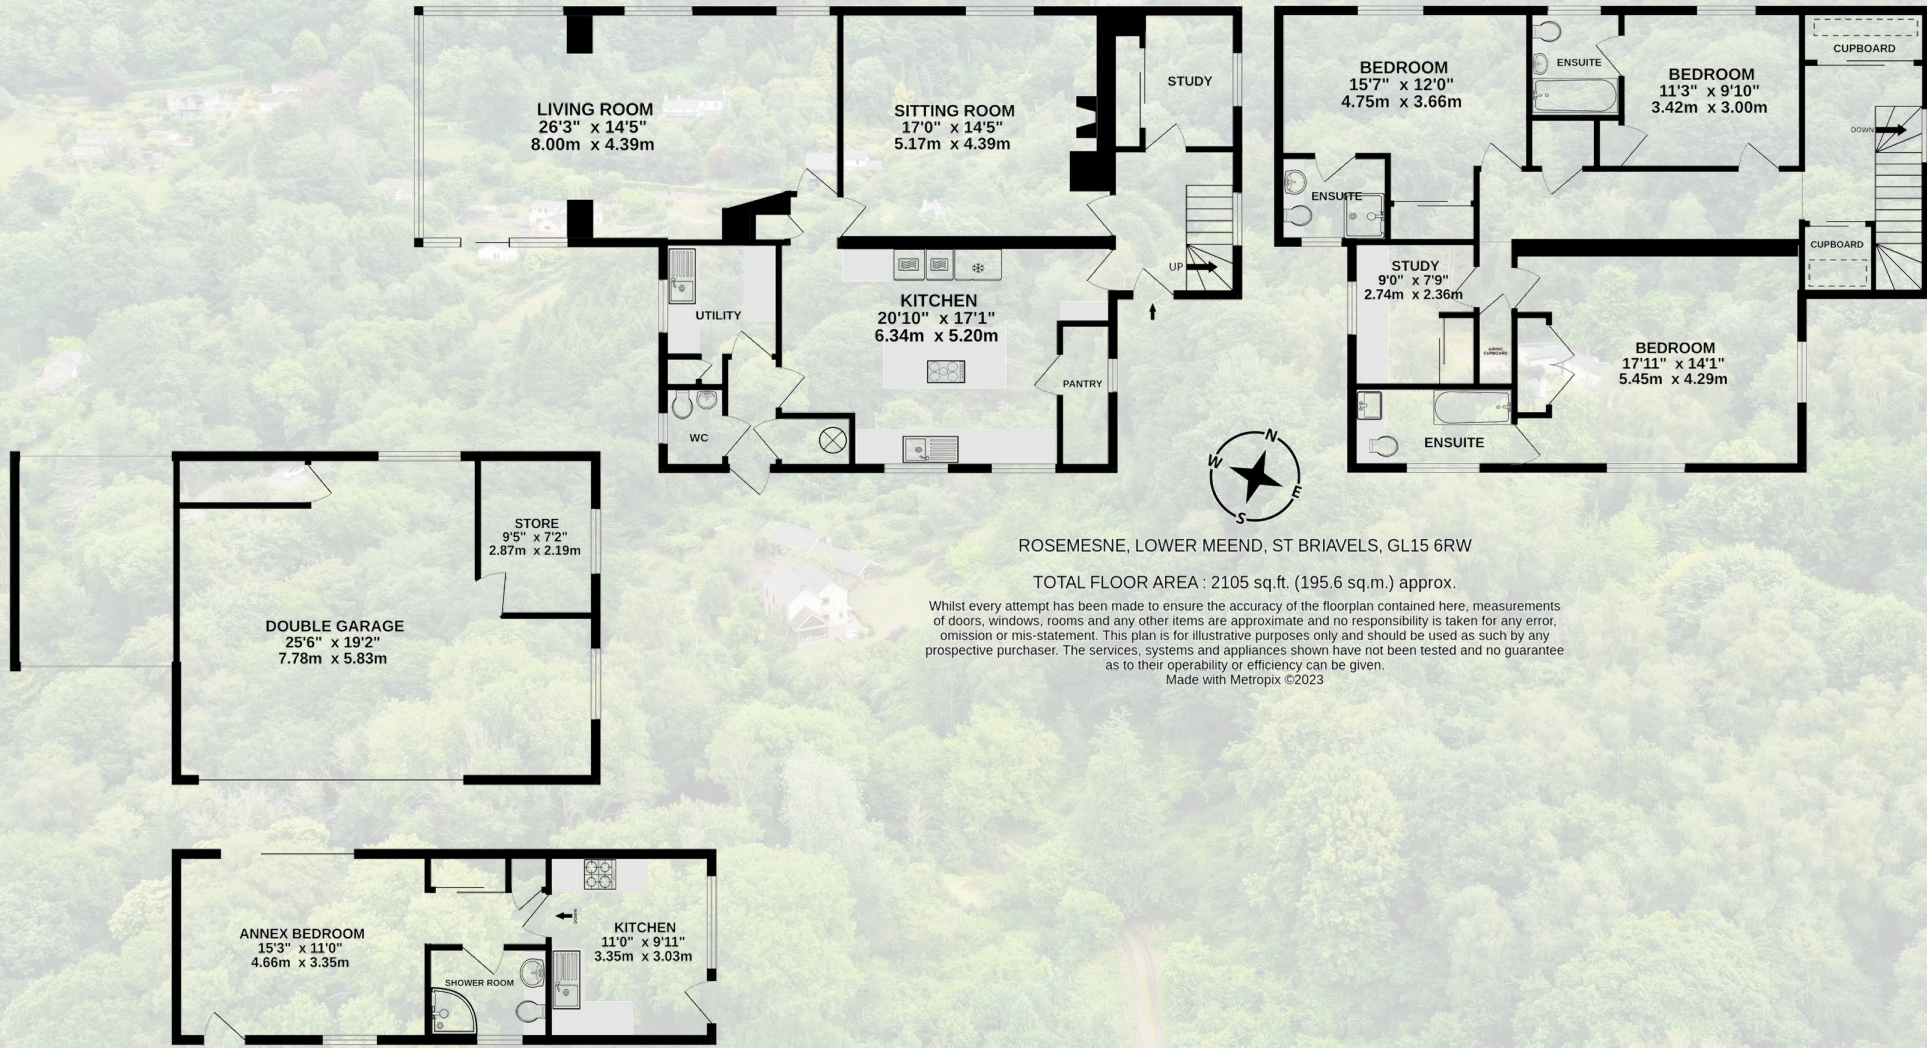 LIVING ROOM
26'3" x 14'5"
8.00m x 4.39m
SITTING ROOM
17'0" x 14'5"
5.17m x 4.39m
STUDY
UP
KITCHEN
20'10" x 17'1"
6.34m x 5.20m
UTILITY
WC
PANTRY
BEDROOM
15'7" x 12'0"
4.75m x 3.66m
ENSUITE
BEDROOM
11'3" x 9'10"
3.42m x 3.00m
CUPBOARD
DOWN
ENSUITE
CUPBOARD
STUDY
9'0" x 7'9"
2.74m x 2.36m
AIRING
CUPBOARD
BEDROOM
17'11" x 14'1"
5.45m x 4.29m
ENSUITE
STORE
9'5" x 7'2"
2.87m x 2.19m
DOUBLE GARAGE
25'6" x 19'2"
7.78m x 5.83m
N
W
E
S
ROSEMESNE, LOWER MEEND, ST BRIAVELS, GL15 6RW
TOTAL FLOOR AREA : 2105 sq.ft. (195.6 sq.m.) approx.
Whilst every attempt has been made to ensure the accuracy of the floorplan contained here, measurements
of doors, windows, rooms and any other items are approximate and no responsibility is taken for any error,
omission or mis-statement. This plan is for illustrative purposes only and should be used as such by any
prospective purchaser. The services, systems and appliances shown have not been tested and no guarantee
as to their operability or efficiency can be given.
Made with Metropix ©2023
ANNEX BEDROOM
15'3" x 11'0"
4.66m x 3.35m
SHOWER ROOM
DOWN
KITCHEN
11'0" x 9'11"
3.35m x 3.03m